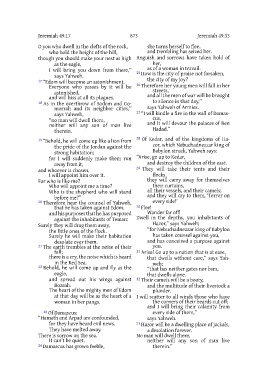 Jeremiah 49:17 873 Jeremiah 49:33
O you who dwell in the clefts of the rock,
who hold the height of the hill,
though you should make your nest as high
as the eagle,
I will bring you down from there,”
says Yahweh.
17 “Edom will become an astonishment.
Everyone who passes by it will be
astonished,
and will hiss at all its plagues.
18 As in the overthrow of Sodom and Go-
morrah and its neighbor cities,”
says Yahweh,
“no man will dwell there,
neither will any son of man live
therein.
19 “Behold, he will come up like a lion from
the pride of the Jordan against the
strong habitation;
for I will suddenly make them run
away from it,
and whoever is chosen,
I will appoint him over it.
For who is like me?
Who will appoint me a time?
Who is the shepherd who will stand
before me?”
20 Therefore hear the counsel of Yahweh,
that he has taken against Edom,
and his purposes that he has purposed
against the inhabitants of Teman:
Surely they will drag them away,
the little ones of the flock.
Surely he will make their habitation
desolate over them.
21 The earth trembles at the noise of their
fall;
there is a cry, the noise which is heard
in the Red Sea.
22 Behold, he will come up and fly as the
eagle,
and spread out his wings against
Bozrah.
The heart of the mighty men of Edom
at that day will be as the heart of a
woman in her pangs.
23 Of Damascus:
“Hamath and Arpad are confounded,
for they have heard evil news.
They have melted away.
There is sorrow on the sea.
It can’t be quiet.
24 Damascus has grown feeble,
she turns herself to flee,
and trembling has seized her.
Anguish and sorrows have taken hold of
her,
as of a woman in travail.
25 How is the city of praise not forsaken,
the city of my joy?
26 Therefore her young men will fall in her
streets,
and all the men of war will be brought
to silence in that day,”
says Yahweh of Armies.
27 “I will kindle a fire in the wall of Damas-
cus,
and it will devour the palaces of Ben
Hadad.”
28 Of Kedar, and of the kingdoms of Ha-
zor, which Nebuchadnezzar king of
Babylon struck, Yahweh says:
“Arise, go up to Kedar,
and destroy the children of the east.
29 They will take their tents and their
flocks.
they will carry away for themselves
their curtains,
all their vessels, and their camels;
and they will cry to them, ‘Terror on
every side!’
30 Flee!
Wander far off!
Dwell in the depths, you inhabitants of
Hazor,” says Yahweh;
“for Nebuchadnezzar king of Babylon
has taken counsel against you,
and has conceived a purpose against
you.
31 Arise! Go up to a nation that is at ease,
that dwells without care,” says Yah-
weh;
“that has neither gates nor bars,
that dwells alone.
32 Their camels will be a booty,
and the multitude of their livestock a
plunder.
I will scatter to all winds those who have
the corners of their beards cut off;
and I will bring their calamity from
every side of them,”
says Yahweh.
33 Hazor will be a dwelling place of jackals,
a desolation forever.
No man will dwell there,
neither will any son of man live
therein.”